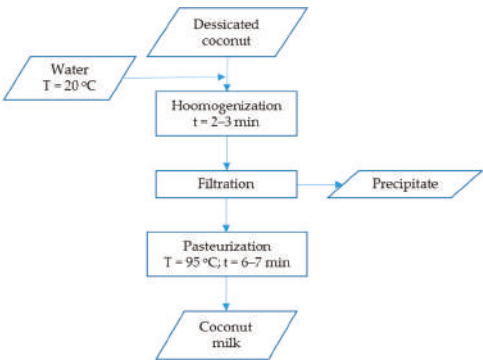 Dessicated
coconut
Water
T = 20 °C
Hoomogenization
t = 2–3 min
Filtration
Precipitate
Pasteurization
T = 95 °C; t = 6–7 min
Coconut
milk